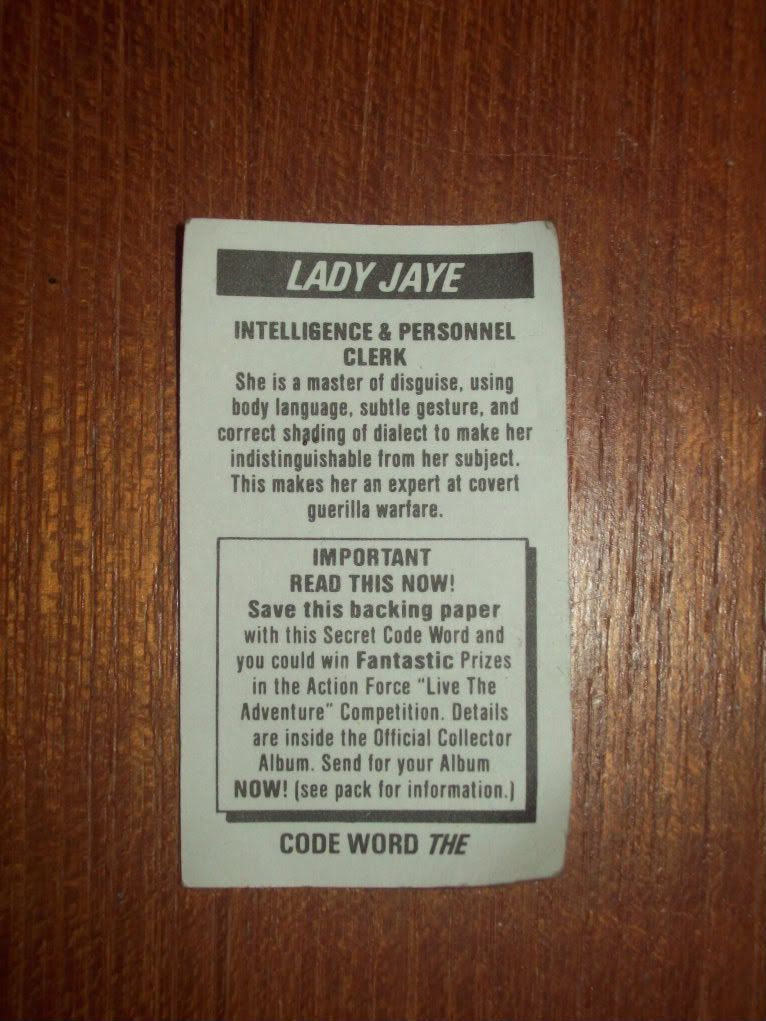 LADY JAYE
INTELLIGENCE & PERSONNEL
CLERK
She is a master of disguise, using
body language, subtle gesture, and
correct shading of dialect to make her
indistinguishable from her subject.
This makes her an expert at covert
guerilla warfare.
IMPORTANT
READ THIS NOW!
Save this backing paper
with this Secret Code Word and
you could win Fantastic Prizes
in the Action Force “Live The
Adventure” Competition. Details
are inside the Official Collector
Album. Send for your Album
NOW! (see pack for information.)
CODE WORD THE